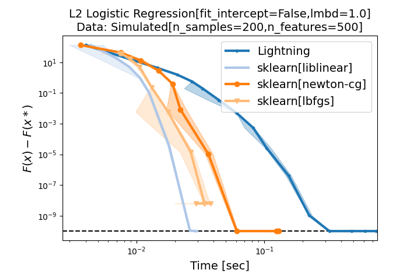 L2 Logistic Regression[fit_intercept=False,lmbd=1.0]
Data: Simulated[n_samples=200,n_features=500]
Lightning
sklearn[liblinear]
sklearn[newton-cg]
sklearn[lbfgs]
F(x) − F(x*)
10¹
10⁻¹
10⁻³
10⁻⁵
10⁻⁷
10⁻⁹
10⁻² 10⁻¹
Time [sec]